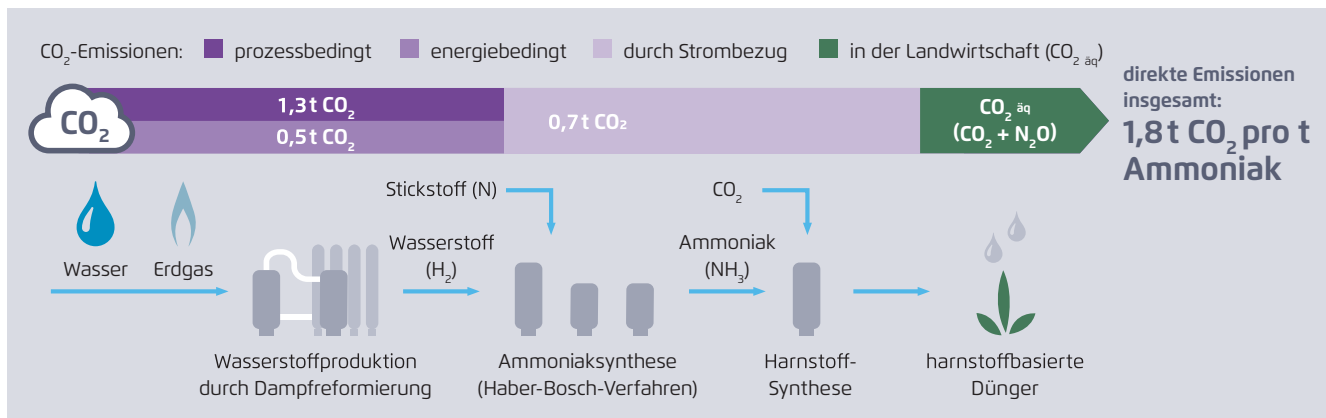 CO₂-Emissionen: prozessbedingt energiebedingt durch Strombezug in der Landwirtschaft (CO₂ äq)
CO₂
1,3 t CO₂
0,5 t CO₂
0,7 t CO₂
CO₂ äq
(CO₂ + N₂O)
direkte Emissionen
insgesamt:
1,8 t CO₂ pro t
Ammoniak
Wasser
Erdgas
Stickstoff (N)
Wasserstoff
(H₂)
CO₂
Ammoniak
(NH₃)
Wasserstoffproduktion
durch Dampfreformierung
Ammoniaksynthese
(Haber-Bosch-Verfahren)
Harnstoff-
Synthese
harnstoffbasierte
Dünger